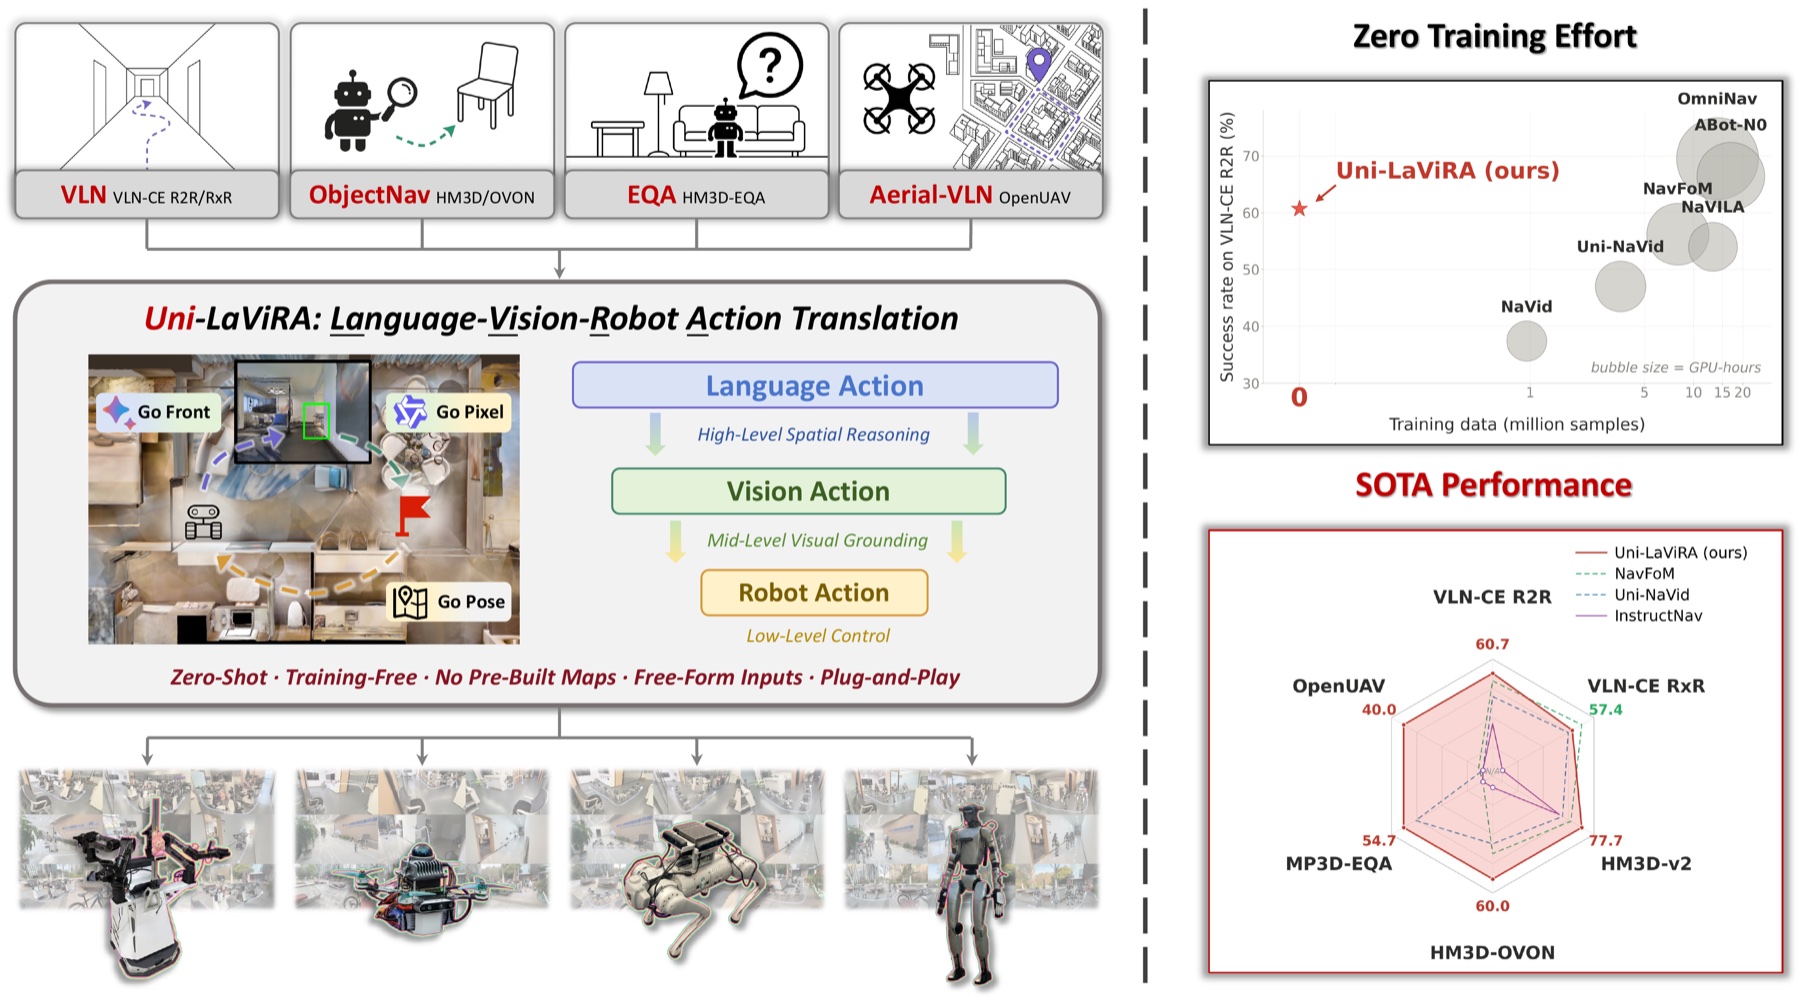 VLN VLN-CE R2R/RxR
ObjectNav HM3D/OVON
EQA HM3D-EQA
Aerial-VLN OpenUAV
Uni-LaViRA: Language-Vision-Robot Action Translation
Go Front
Go Pixel
Go Pose
Language Action
High-Level Spatial Reasoning
Vision Action
Mid-Level Visual Grounding
Robot Action
Low-Level Control
Zero-Shot · Training-Free · No Pre-Built Maps · Free-Form Inputs · Plug-and-Play
Zero Training Effort
Success rate on VLN-CE R2R (%)
70
60
50
40
30
OmniNav
ABot-N0
Uni-LaViRA (ours)
NavFoM
NaVILA
Uni-NaVid
NaVid
bubble size = GPU-hours
0
1
5
10
15
20
Training data (million samples)
SOTA Performance
Uni-LaViRA (ours)
NavFoM
Uni-NaVid
InstructNav
VLN-CE R2R
60.7
OpenUAV
40.0
VLN-CE RxR
57.4
N/A
54.7
MP3D-EQA
77.7
HM3D-v2
60.0
HM3D-OVON